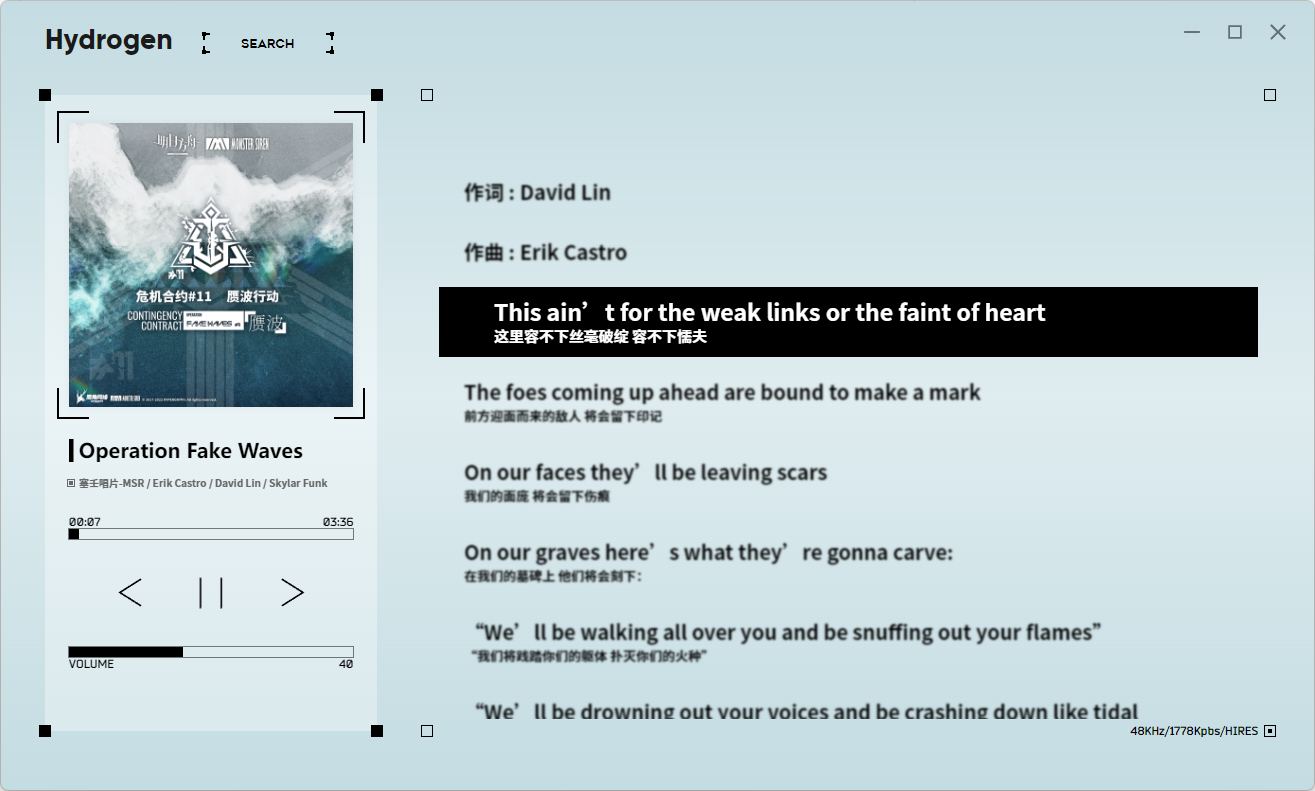 Hydrogen
SEARCH
明日方舟 MONSTER SIREN
#11
危机合约#11 赝波行动
CONTINGENCY CONTRACT
OPERATION
FAKE WAVES
赝波
Operation Fake Waves
塞壬唱片-MSR / Erik Castro / David Lin / Skylar Funk
00:07 03:36
VOLUME 40
作词 : David Lin
作曲 : Erik Castro
This ain’t for the weak links or the faint of heart
这里容不下丝毫破绽 容不下懦夫
The foes coming up ahead are bound to make a mark
前方迎面而来的敌人 将会留下印记
On our faces they’ll be leaving scars
我们的面庞 将会留下伤痕
On our graves here’s what they’re gonna carve:
在我们的墓碑上 他们将会刻下：
“We’ll be walking all over you and be snuffing out your flames”
“我们将践踏你们的躯体 扑灭你们的火种”
“We’ll be drowning out your voices and be crashing down like tidal
48KHz/1778Kpbs/HIRES